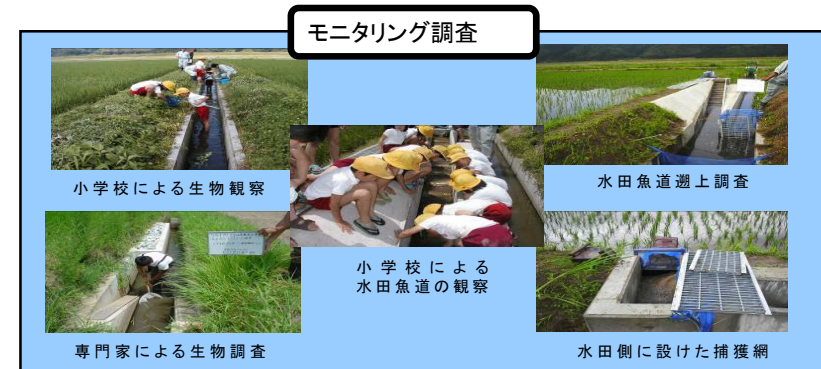 モニタリング調査
小学校による生物観察
水田魚道遡上調査
小学校による
水田魚道の観察
専門家による生物調査
水田側に設けた捕獲網